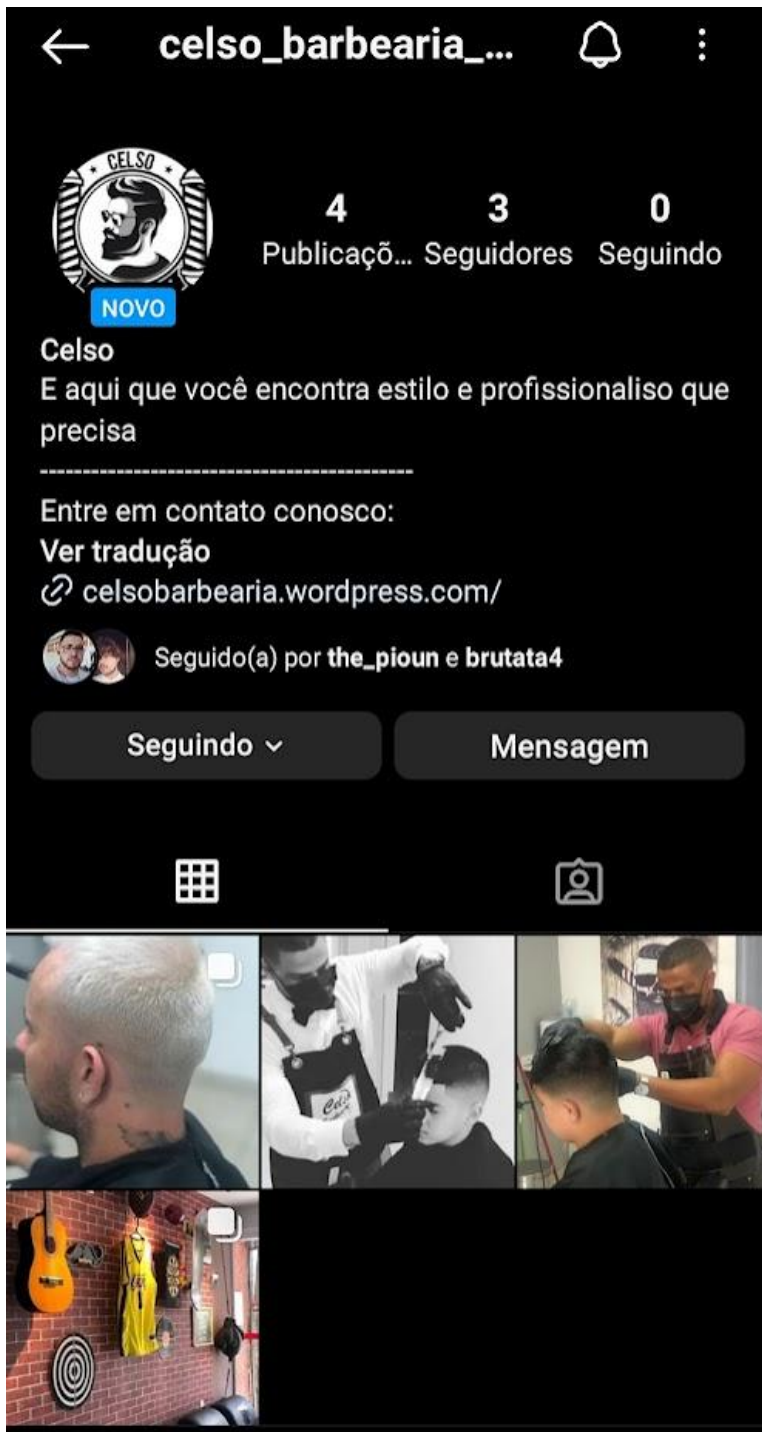 celso_barbearia_...
CELSO
4 3 0
Publicaçõ... Seguidores Seguindo
NOVO
Celso
E aqui que você encontra estilo e profissionaliso que
precisa
--------------------------------------------
Entre em contato conosco:
Ver tradução
celsobarbearia.wordpress.com/
Seguido(a) por the_pioun e brutata4
Seguindo
Mensagem
Celso